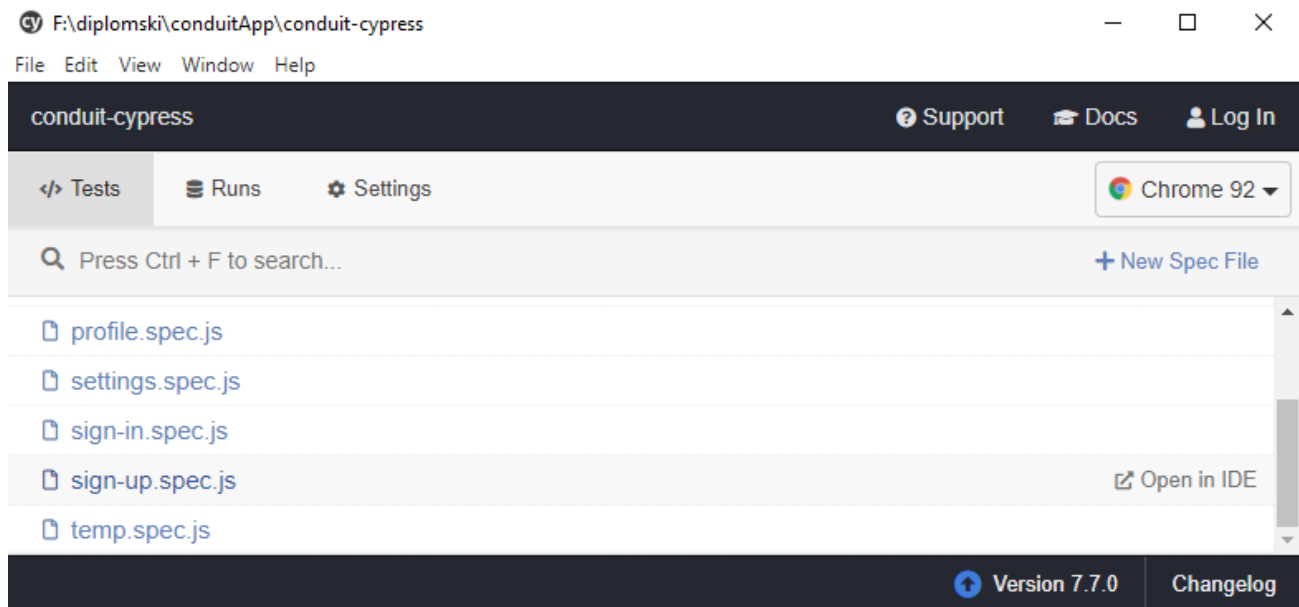 cy F:\diplomski\conduitApp\conduit-cypress
File Edit View Window Help
conduit-cypress Support Docs Log In
</> Tests Runs Settings Chrome 92
Press Ctrl + F to search... + New Spec File
profile.spec.js
settings.spec.js
sign-in.spec.js
sign-up.spec.js Open in IDE
temp.spec.js
Version 7.7.0 Changelog